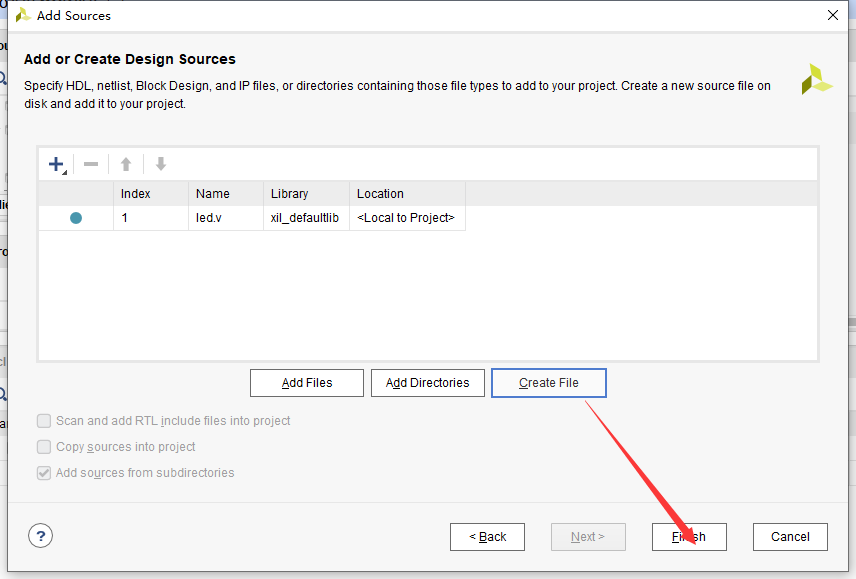 Add Sources
Add or Create Design Sources
Specify HDL, netlist, Block Design, and IP files, or directories containing those file types to add to your project. Create a new source file on
disk and add it to your project.
Index Name Library Location
1 led.v xil_defaultlib <Local to Project>
Add Files Add Directories Create File
Scan and add RTL include files into project
Copy sources into project
Add sources from subdirectories
? < Back Next > Finish Cancel